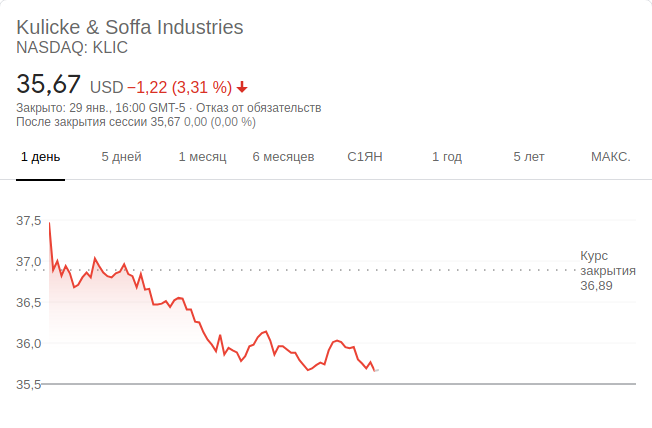 Kulicke & Soffa Industries
NASDAQ: KLIC
35,67 USD −1,22 (3,31 %)
Закрыто: 29 янв., 16:00 GMT-5 · Отказ от обязательств
После закрытия сессии 35,67 0,00 (0,00 %)
1 день 5 дней 1 месяц 6 месяцев С1ЯН 1 год 5 лет МАКС.
37,5
Курс
37,0
закрытия
36,89
36,5
36,0
35,5